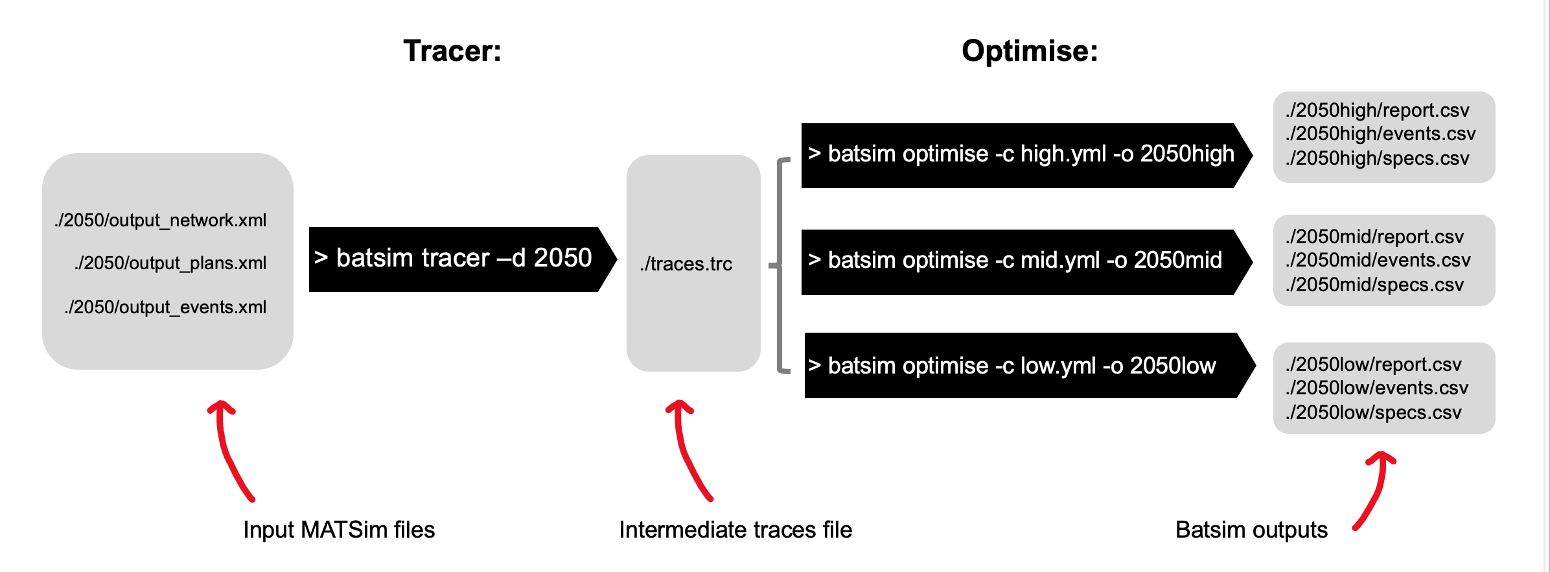 Tracer:
Optimise:
./2050/output_network.xml
./2050/output_plans.xml
./2050/output_events.xml
> batsim tracer –d 2050
./traces.trc
> batsim optimise -c high.yml -o 2050high
> batsim optimise -c mid.yml -o 2050mid
> batsim optimise -c low.yml -o 2050low
./2050high/report.csv
./2050high/events.csv
./2050high/specs.csv
./2050mid/report.csv
./2050mid/events.csv
./2050mid/specs.csv
./2050low/report.csv
./2050low/events.csv
./2050low/specs.csv
Input MATSim files
Intermediate traces file
Batsim outputs